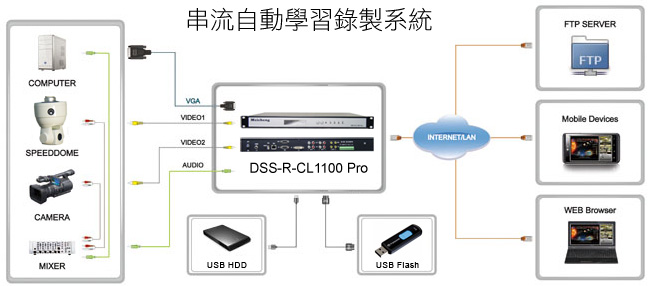 串流自動學習錄製系統
COMPUTER
SPEEDDOME
CAMERA
MIXER
VGA
VIDEO1
VIDEO2
AUDIO
DSS-R-CL1100 Pro
USB HDD
USB Flash
INTERNET/LAN
FTP SERVER
FTP
Mobile Devices
WEB Browser